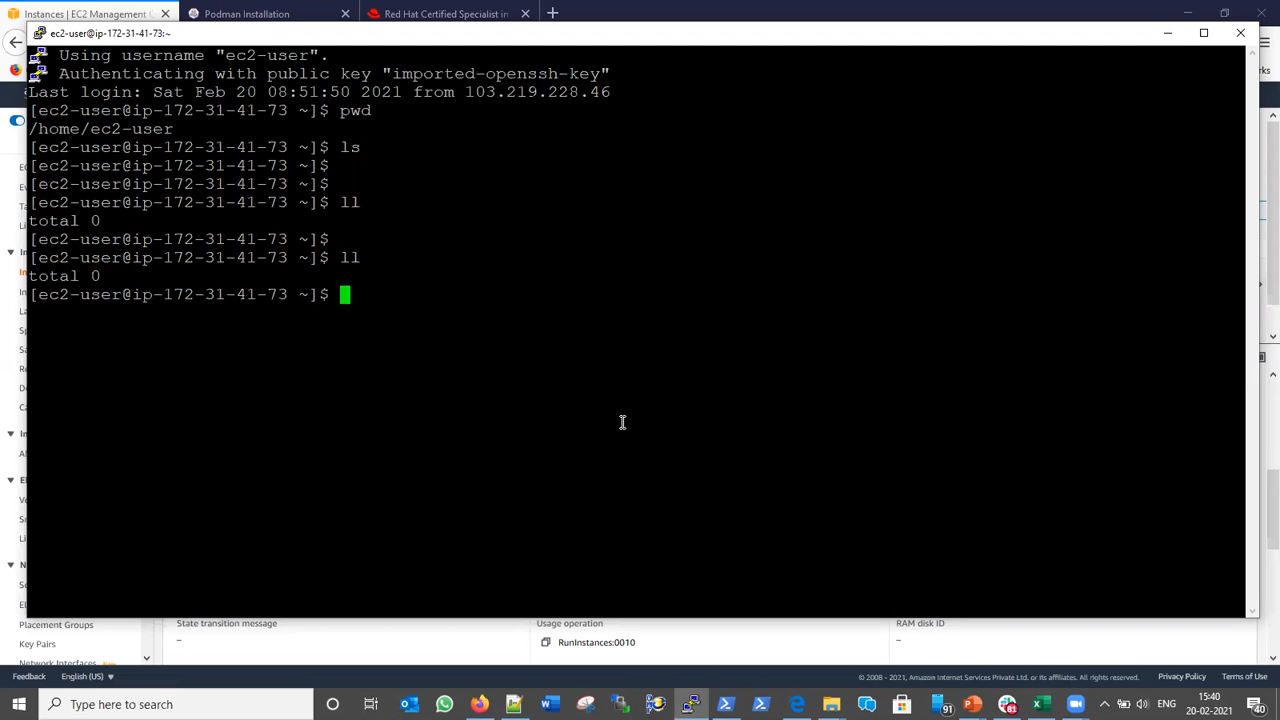 Instances | EC2 Management C
Podman Installation
Red Hat Certified Specialist in
ec2-user@ip-172-31-41-73:~
Using username "ec2-user".
Authenticating with public key "imported-openssh-key"
Last login: Sat Feb 20 08:51:50 2021 from 103.219.228.46
[ec2-user@ip-172-31-41-73 ~]$ pwd
/home/ec2-user
[ec2-user@ip-172-31-41-73 ~]$ ls
[ec2-user@ip-172-31-41-73 ~]$
[ec2-user@ip-172-31-41-73 ~]$
[ec2-user@ip-172-31-41-73 ~]$ ll
total 0
[ec2-user@ip-172-31-41-73 ~]$
[ec2-user@ip-172-31-41-73 ~]$ ll
total 0
[ec2-user@ip-172-31-41-73 ~]$
Placement Groups
Key Pairs
Network Interfaces
State transition message
–
Usage operation
RunInstances:0010
RAM disk ID
–
Feedback English (US)
© 2008 - 2021, Amazon Internet Services Private Ltd. or its affiliates. All rights reserved. Privacy Policy Terms of Use
Type here to search
91
61
ENG
15:40
20-02-2021
40